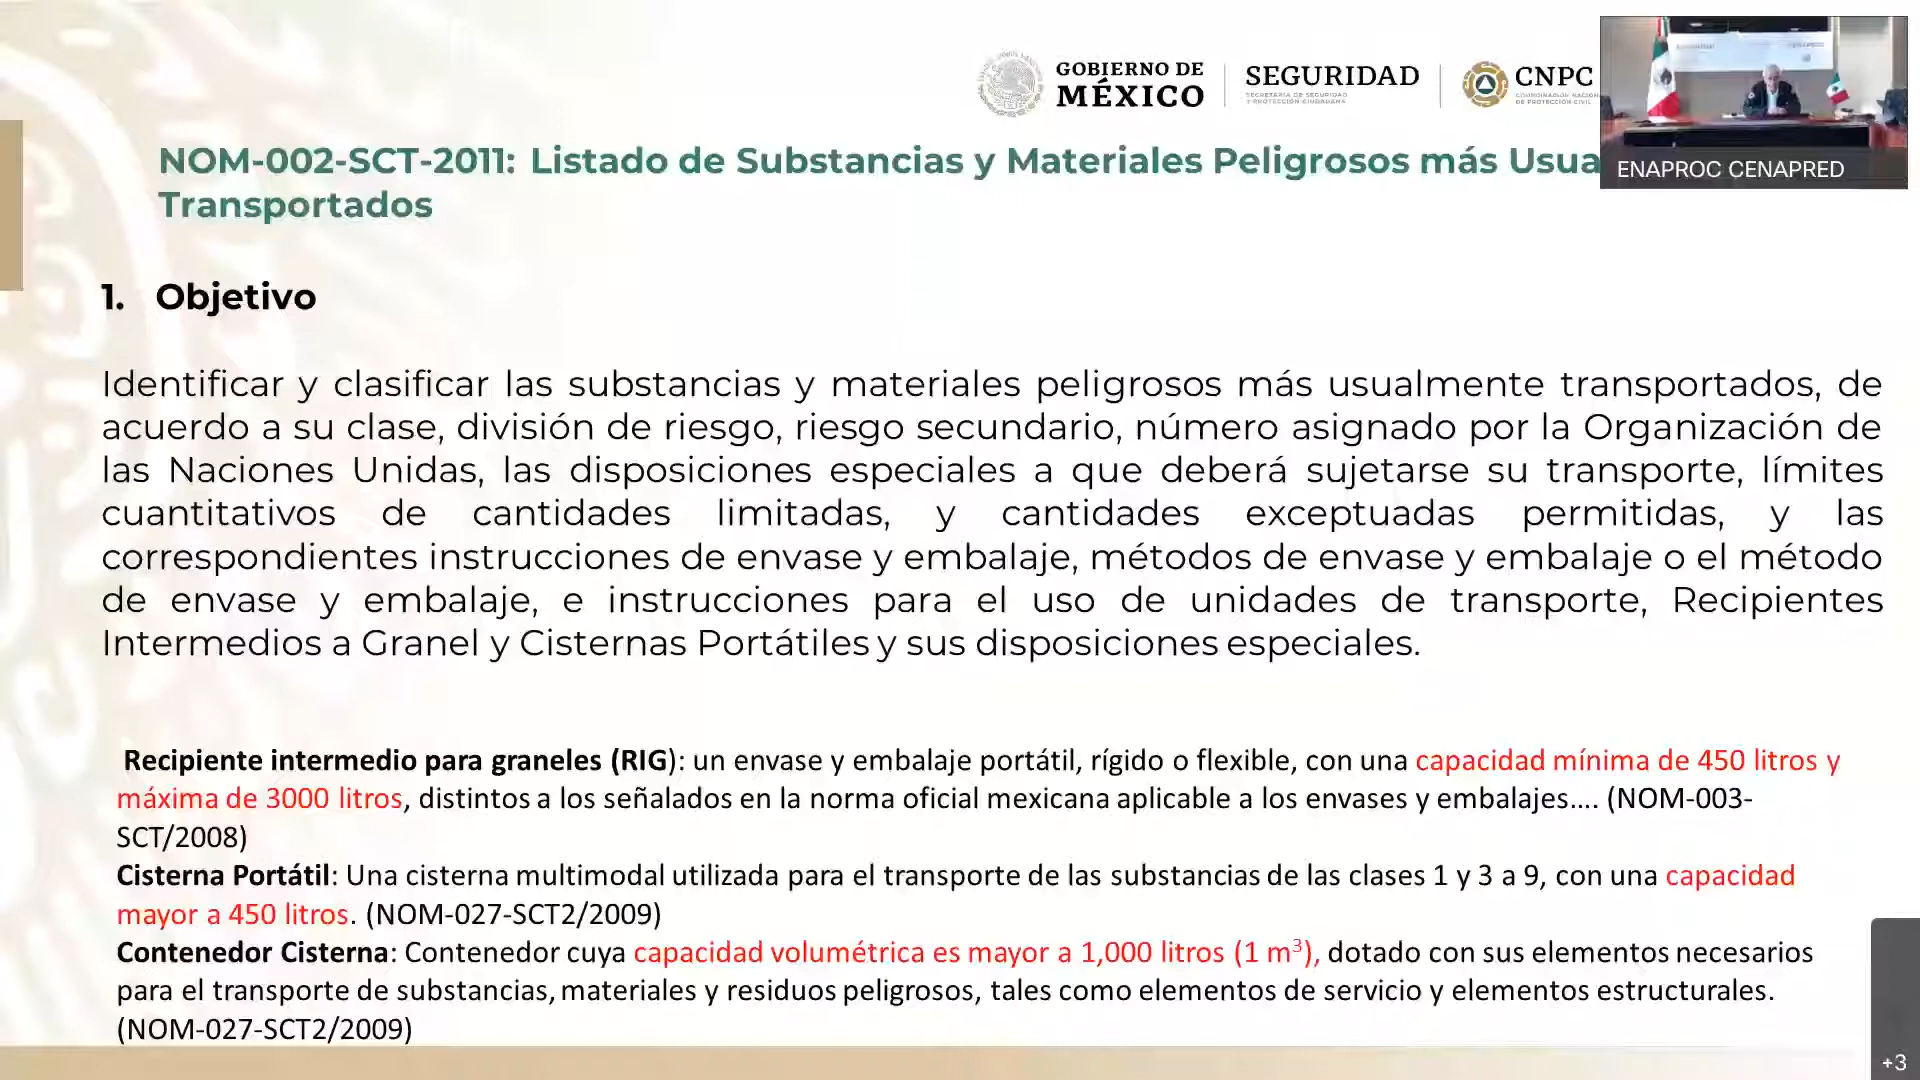 GOBIERNO DE
MÉXICO
SEGURIDAD
SECRETARÍA DE SEGURIDAD
Y PROTECCIÓN CIUDADANA
CNPC
DE PROTECCIÓN CIVIL
ENAPROC CENAPRED
NOM-002-SCT-2011: Listado de Substancias y Materiales Peligrosos más Usua
Transportados
1. Objetivo
Identificar y clasificar las substancias y materiales peligrosos más usualmente transportados, de
acuerdo a su clase, división de riesgo, riesgo secundario, número asignado por la Organización de
las Naciones Unidas, las disposiciones especiales a que deberá sujetarse su transporte, límites
cuantitativos de cantidades limitadas, y cantidades exceptuadas permitidas, y las
correspondientes instrucciones de envase y embalaje, métodos de envase y embalaje o el método
de envase y embalaje, e instrucciones para el uso de unidades de transporte, Recipientes
Intermedios a Granel y Cisternas Portátiles y sus disposiciones especiales.
Recipiente intermedio para graneles (RIG): un envase y embalaje portátil, rígido o flexible, con una capacidad mínima de 450 litros y
máxima de 3000 litros, distintos a los señalados en la norma oficial mexicana aplicable a los envases y embalajes.... (NOM-003-
SCT/2008)
Cisterna Portátil: Una cisterna multimodal utilizada para el transporte de las substancias de las clases 1 y 3 a 9, con una capacidad
mayor a 450 litros. (NOM-027-SCT2/2009)
Contenedor Cisterna: Contenedor cuya capacidad volumétrica es mayor a 1,000 litros (1 m³), dotado con sus elementos necesarios
para el transporte de substancias, materiales y residuos peligrosos, tales como elementos de servicio y elementos estructurales.
(NOM-027-SCT2/2009)
+3